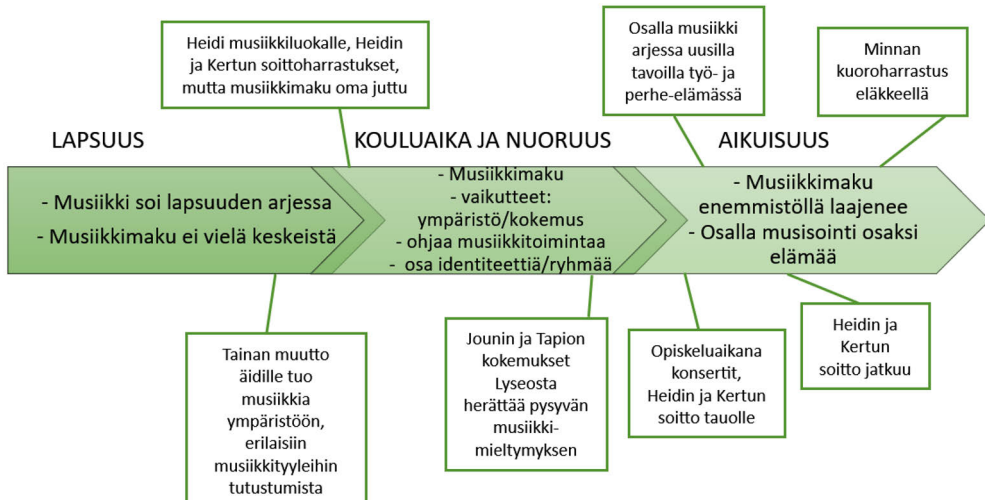 Heidi musiikkiluokalle, Heidin
ja Kertun soittoharrastukset,
mutta musiikkimaku oma juttu
Osalla musiikki
arjessa uusilla
tavoilla työ- ja
perhe-elämässä
Minnan
kuoroharrastus
eläkkeellä
LAPSUUS
KOULUAIKA JA NUORUUS
AIKUISUUS
- Musiikki soi lapsuuden arjessa
- Musiikkimaku ei vielä keskeistä
- Musiikkimaku
- vaikutteet:
ympäristö/kokemus
- ohjaa musiikkitoimintaa
- osa identiteettiä/ryhmää
- Musiikkimaku
enemmistöllä laajenee
- Osalla musisointi osaksi
elämää
Tainan muutto
äidille tuo
musiikkia
ympäristöön,
erilaisiin
musiikkityyleihin
tutustumista
Jounin ja Tapion
kokemukset
Lyseosta
herättää pysyvän
musiikki-
mieltymyksen
Opiskeluaikana
konsertit,
Heidin ja Kertun
soitto tauolle
Heidin ja
Kertun
soitto jatkuu